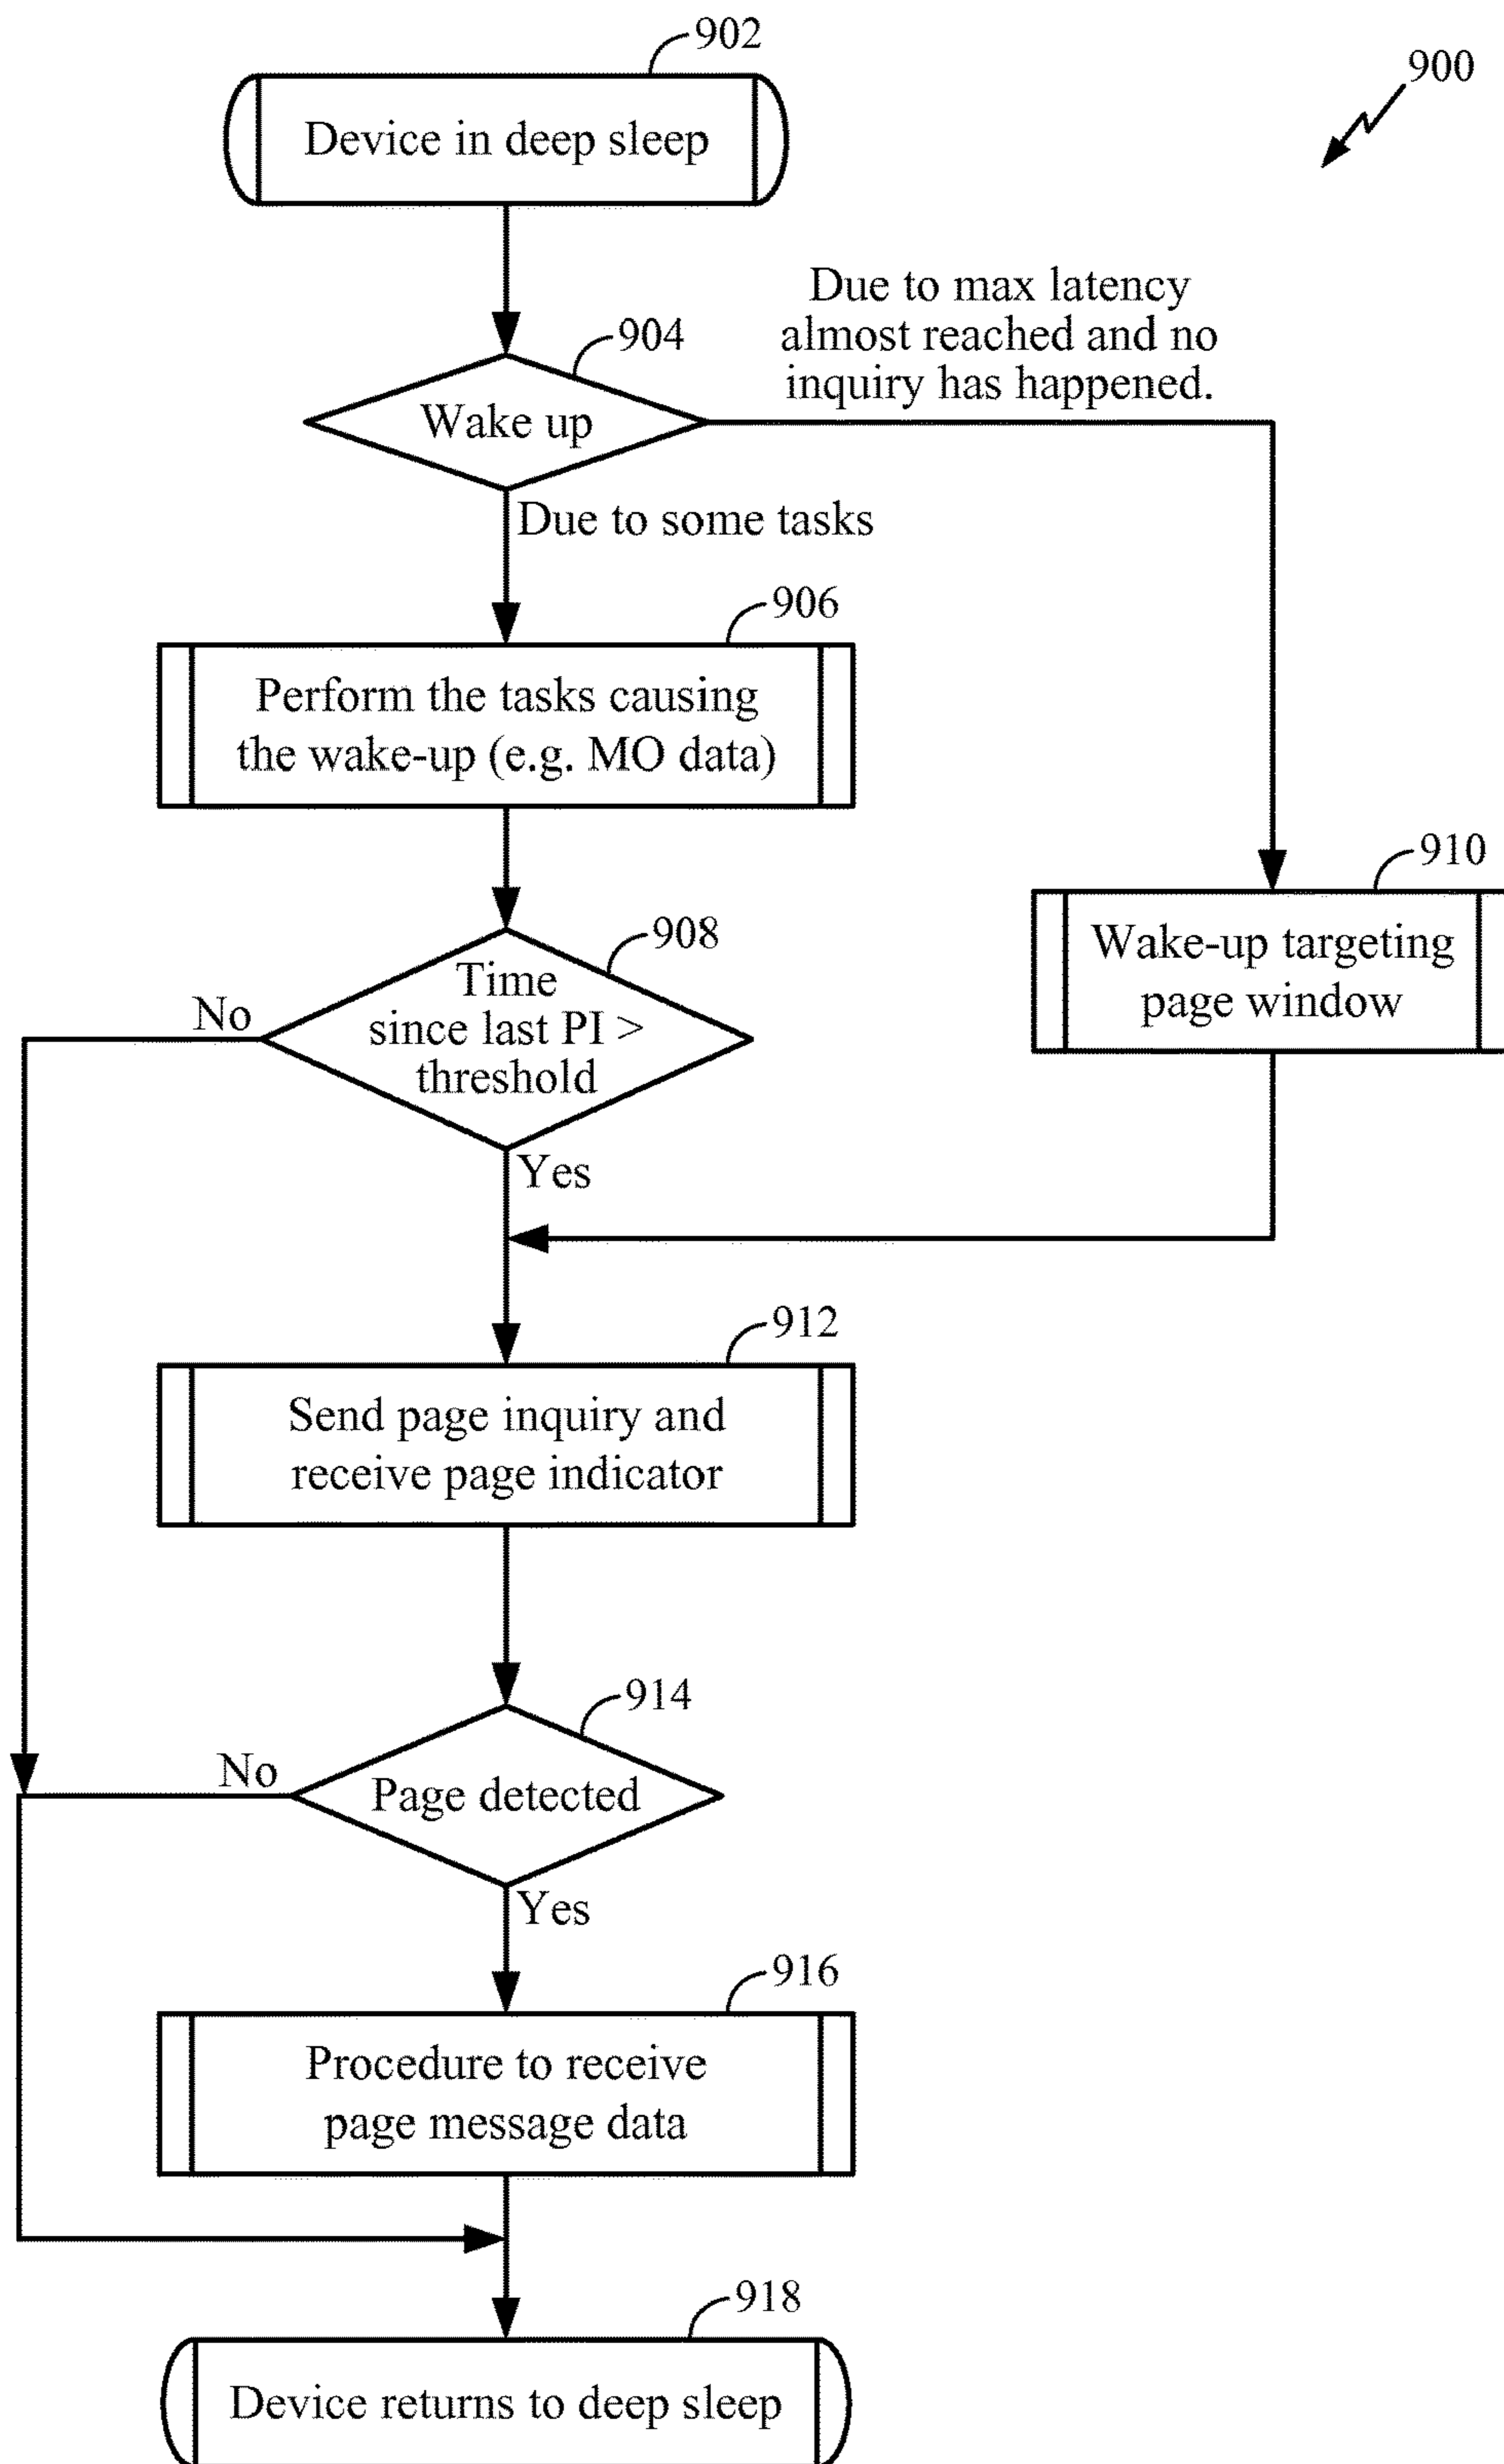 902
900
Device in deep sleep
Due to max latency
almost reached and no
inquiry has happened.
904
Wake up
Due to some tasks
906
Perform the tasks causing
the wake-up (e.g. MO data)
910
Wake-up targeting
page window
908
Time
since last PI >
threshold
No
Yes
912
Send page inquiry and
receive page indicator
914
Page detected
No
Yes
916
Procedure to receive
page message data
918
Device returns to deep sleep